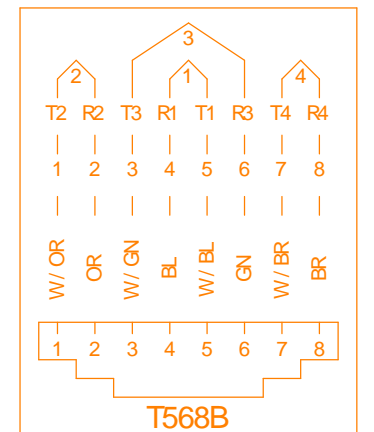 3
2 1 4
T2 R2 T3 R1 T1 R3 T4 R4
1 2 3 4 5 6 7 8
W/ OR OR W/ GN BL W/ BL GN W/ BR BR
1 2 3 4 5 6 7 8
T568B